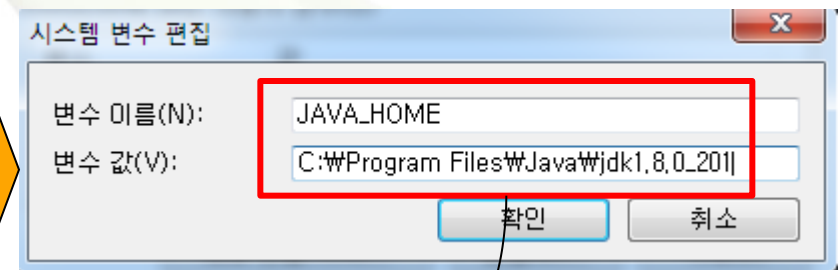 시스템 변수 편집
변수 이름(N):
JAVA_HOME
변수 값(V):
C:₩Program Files₩Java₩jdk1,8,0_201
확인
취소